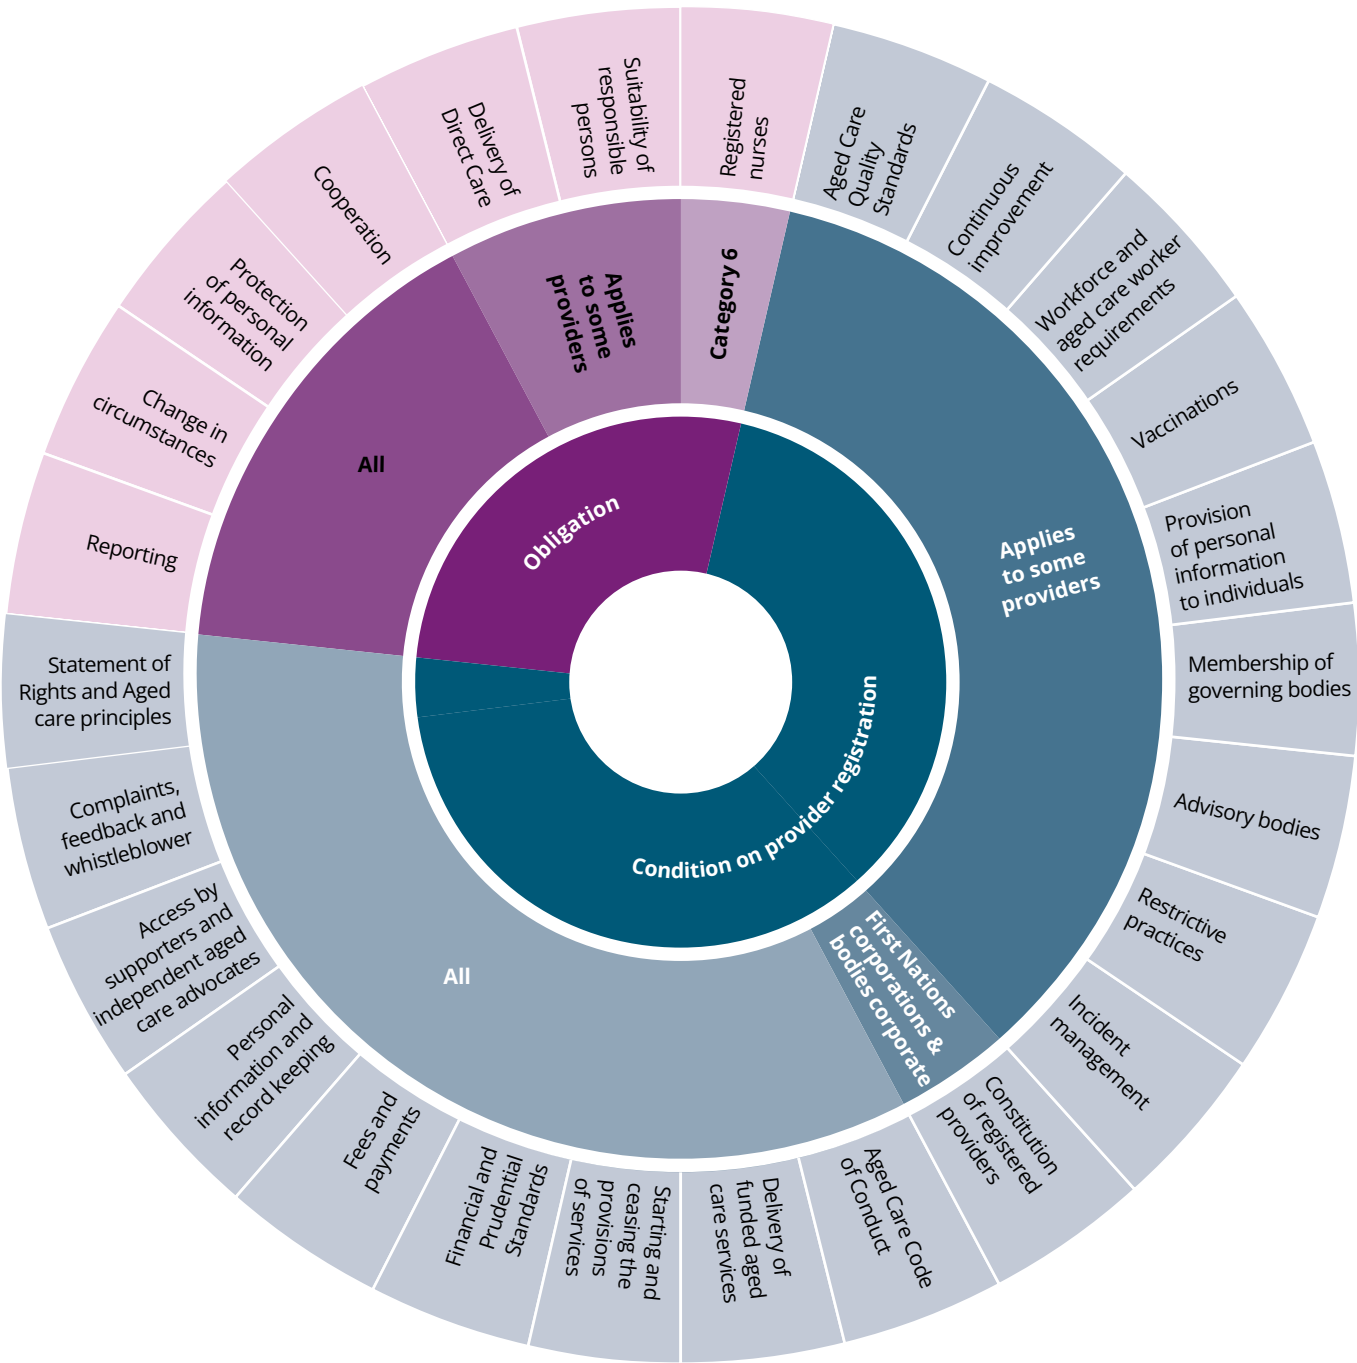 Obligation
Condition on provider registration
Category 6
Applies
to some
providers
First Nations
corporations &
bodies corporate
All
All
Applies
to some
providers
Registered
nurses
Aged Care
Quality
Standards
Continuous
improvement
Workforce and
aged care worker
requirements
Vaccinations
Provision
of personal
information
to individuals
Membership of
governing bodies
Advisory bodies
Restrictive
practices
Incident
management
Constitution
of registered
providers
Aged Care Code
of Conduct
Delivery of
funded aged
care services
Starting and
ceasing the
provisions
of services
Financial and
Prudential
Standards
Fees and
payments
Personal
information and
record keeping
Access by
supporters and
independent aged
care advocates
Complaints,
feedback and
whistleblower
Statement of
Rights and Aged
care principles
Reporting
Change in
circumstances
Protection
of personal
information
Cooperation
Delivery of
Direct Care
Suitability of
responsible
persons